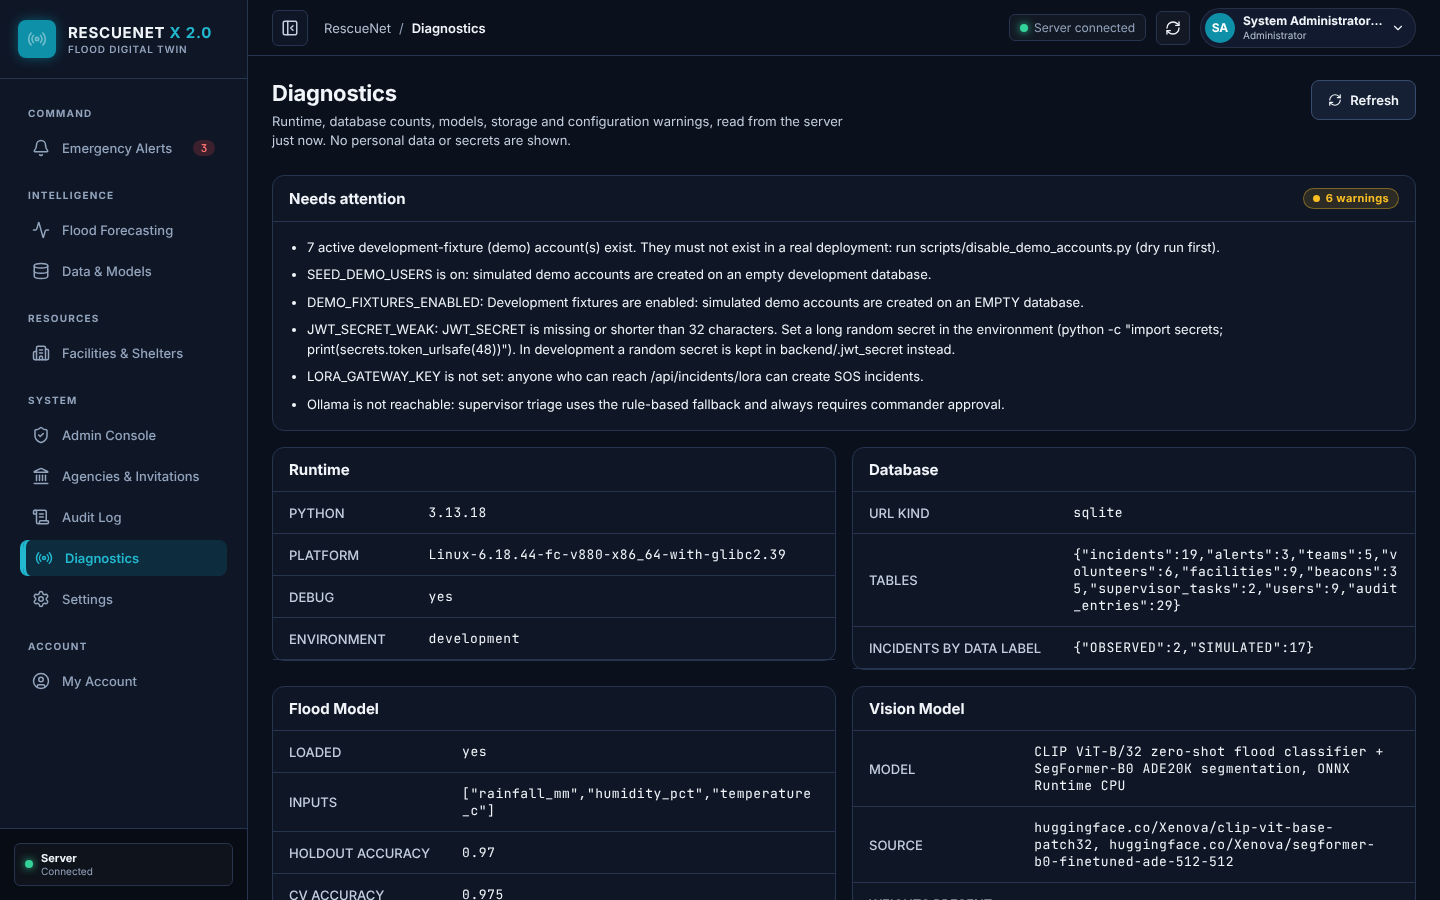 RESCUENET X 2.0
FLOOD DIGITAL TWIN
COMMAND
Emergency Alerts 3
INTELLIGENCE
Flood Forecasting
Data & Models
RESOURCES
Facilities & Shelters
SYSTEM
Admin Console
Agencies & Invitations
Audit Log
Diagnostics
Settings
ACCOUNT
My Account
Server
Connected
RescueNet / Diagnostics
Server connected
SA
System Administrator...
Administrator
Diagnostics
Runtime, database counts, models, storage and configuration warnings, read from the server
just now. No personal data or secrets are shown.
Refresh
Needs attention
6 warnings
• 7 active development-fixture (demo) account(s) exist. They must not exist in a real deployment: run scripts/disable_demo_accounts.py (dry run first).
• SEED_DEMO_USERS is on: simulated demo accounts are created on an empty development database.
• DEMO_FIXTURES_ENABLED: Development fixtures are enabled: simulated demo accounts are created on an EMPTY database.
• JWT_SECRET_WEAK: JWT_SECRET is missing or shorter than 32 characters. Set a long random secret in the environment (python -c "import secrets;
print(secrets.token_urlsafe(48))"). In development a random secret is kept in backend/.jwt_secret instead.
• LORA_GATEWAY_KEY is not set: anyone who can reach /api/incidents/lora can create SOS incidents.
• Ollama is not reachable: supervisor triage uses the rule-based fallback and always requires commander approval.
Runtime
PYTHON 3.13.18
PLATFORM Linux-6.18.44-fc-v880-x86_64-with-glibc2.39
DEBUG yes
ENVIRONMENT development
Database
URL KIND sqlite
TABLES
{"incidents":19,"alerts":3,"teams":5,"v
olunteers":6,"facilities":9,"beacons":3
5,"supervisor_tasks":2,"users":9,"audit
_entries":29}
INCIDENTS BY DATA LABEL {"OBSERVED":2,"SIMULATED":17}
Flood Model
LOADED yes
INPUTS
["rainfall_mm","humidity_pct","temperature
_c"]
HOLDOUT ACCURACY 0.97
CV ACCURACY 0.975
Vision Model
MODEL
CLIP ViT-B/32 zero-shot flood classifier +
SegFormer-B0 ADE20K segmentation, ONNX
Runtime CPU
SOURCE
huggingface.co/Xenova/clip-vit-base-
patch32, huggingface.co/Xenova/segformer-
b0-finetuned-ade-512-512